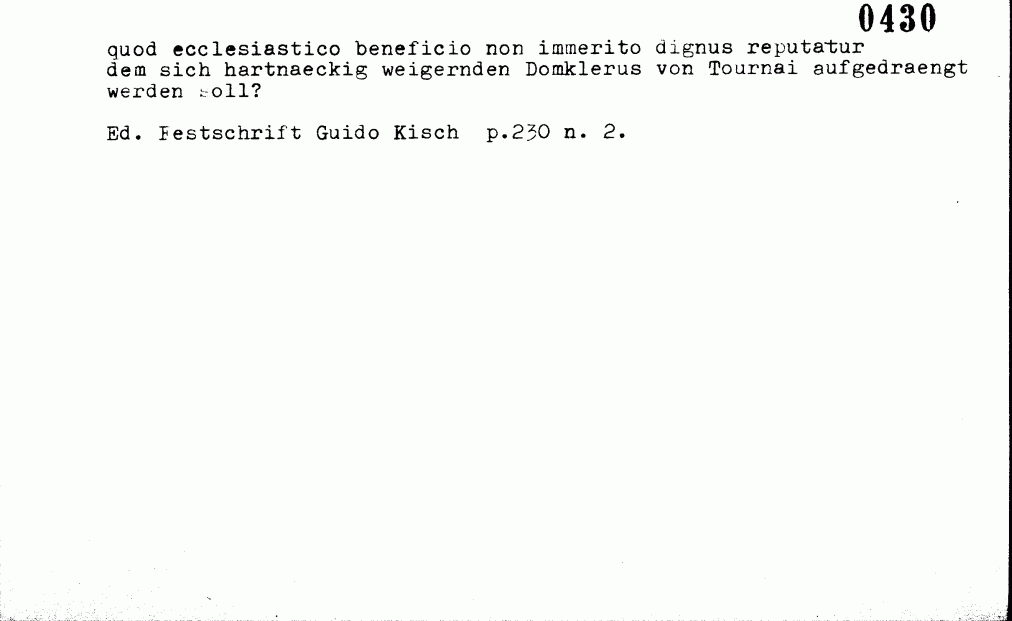 0430
quod ecclesiastico beneficio non immerito dignus reputatur
dem sich hartnaeckig weigernden Domklerus von Tournai aufgedraengt
werden soll?
Ed. Festschrift Guido Kisch p.230 n. 2.